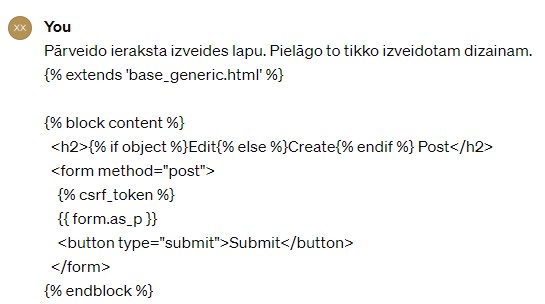 XX
You
Pārveido ieraksta izveides lapu. Pielāgo to tikko izveidotam dizainam.
{% extends 'base_generic.html' %}
{% block content %}
<h2>{% if object %}Edit{% else %}Create{% endif %} Post</h2>
<form method="post">
{% csrf_token %}
{{ form.as_p }}
<button type="submit">Submit</button>
</form>
{% endblock %}